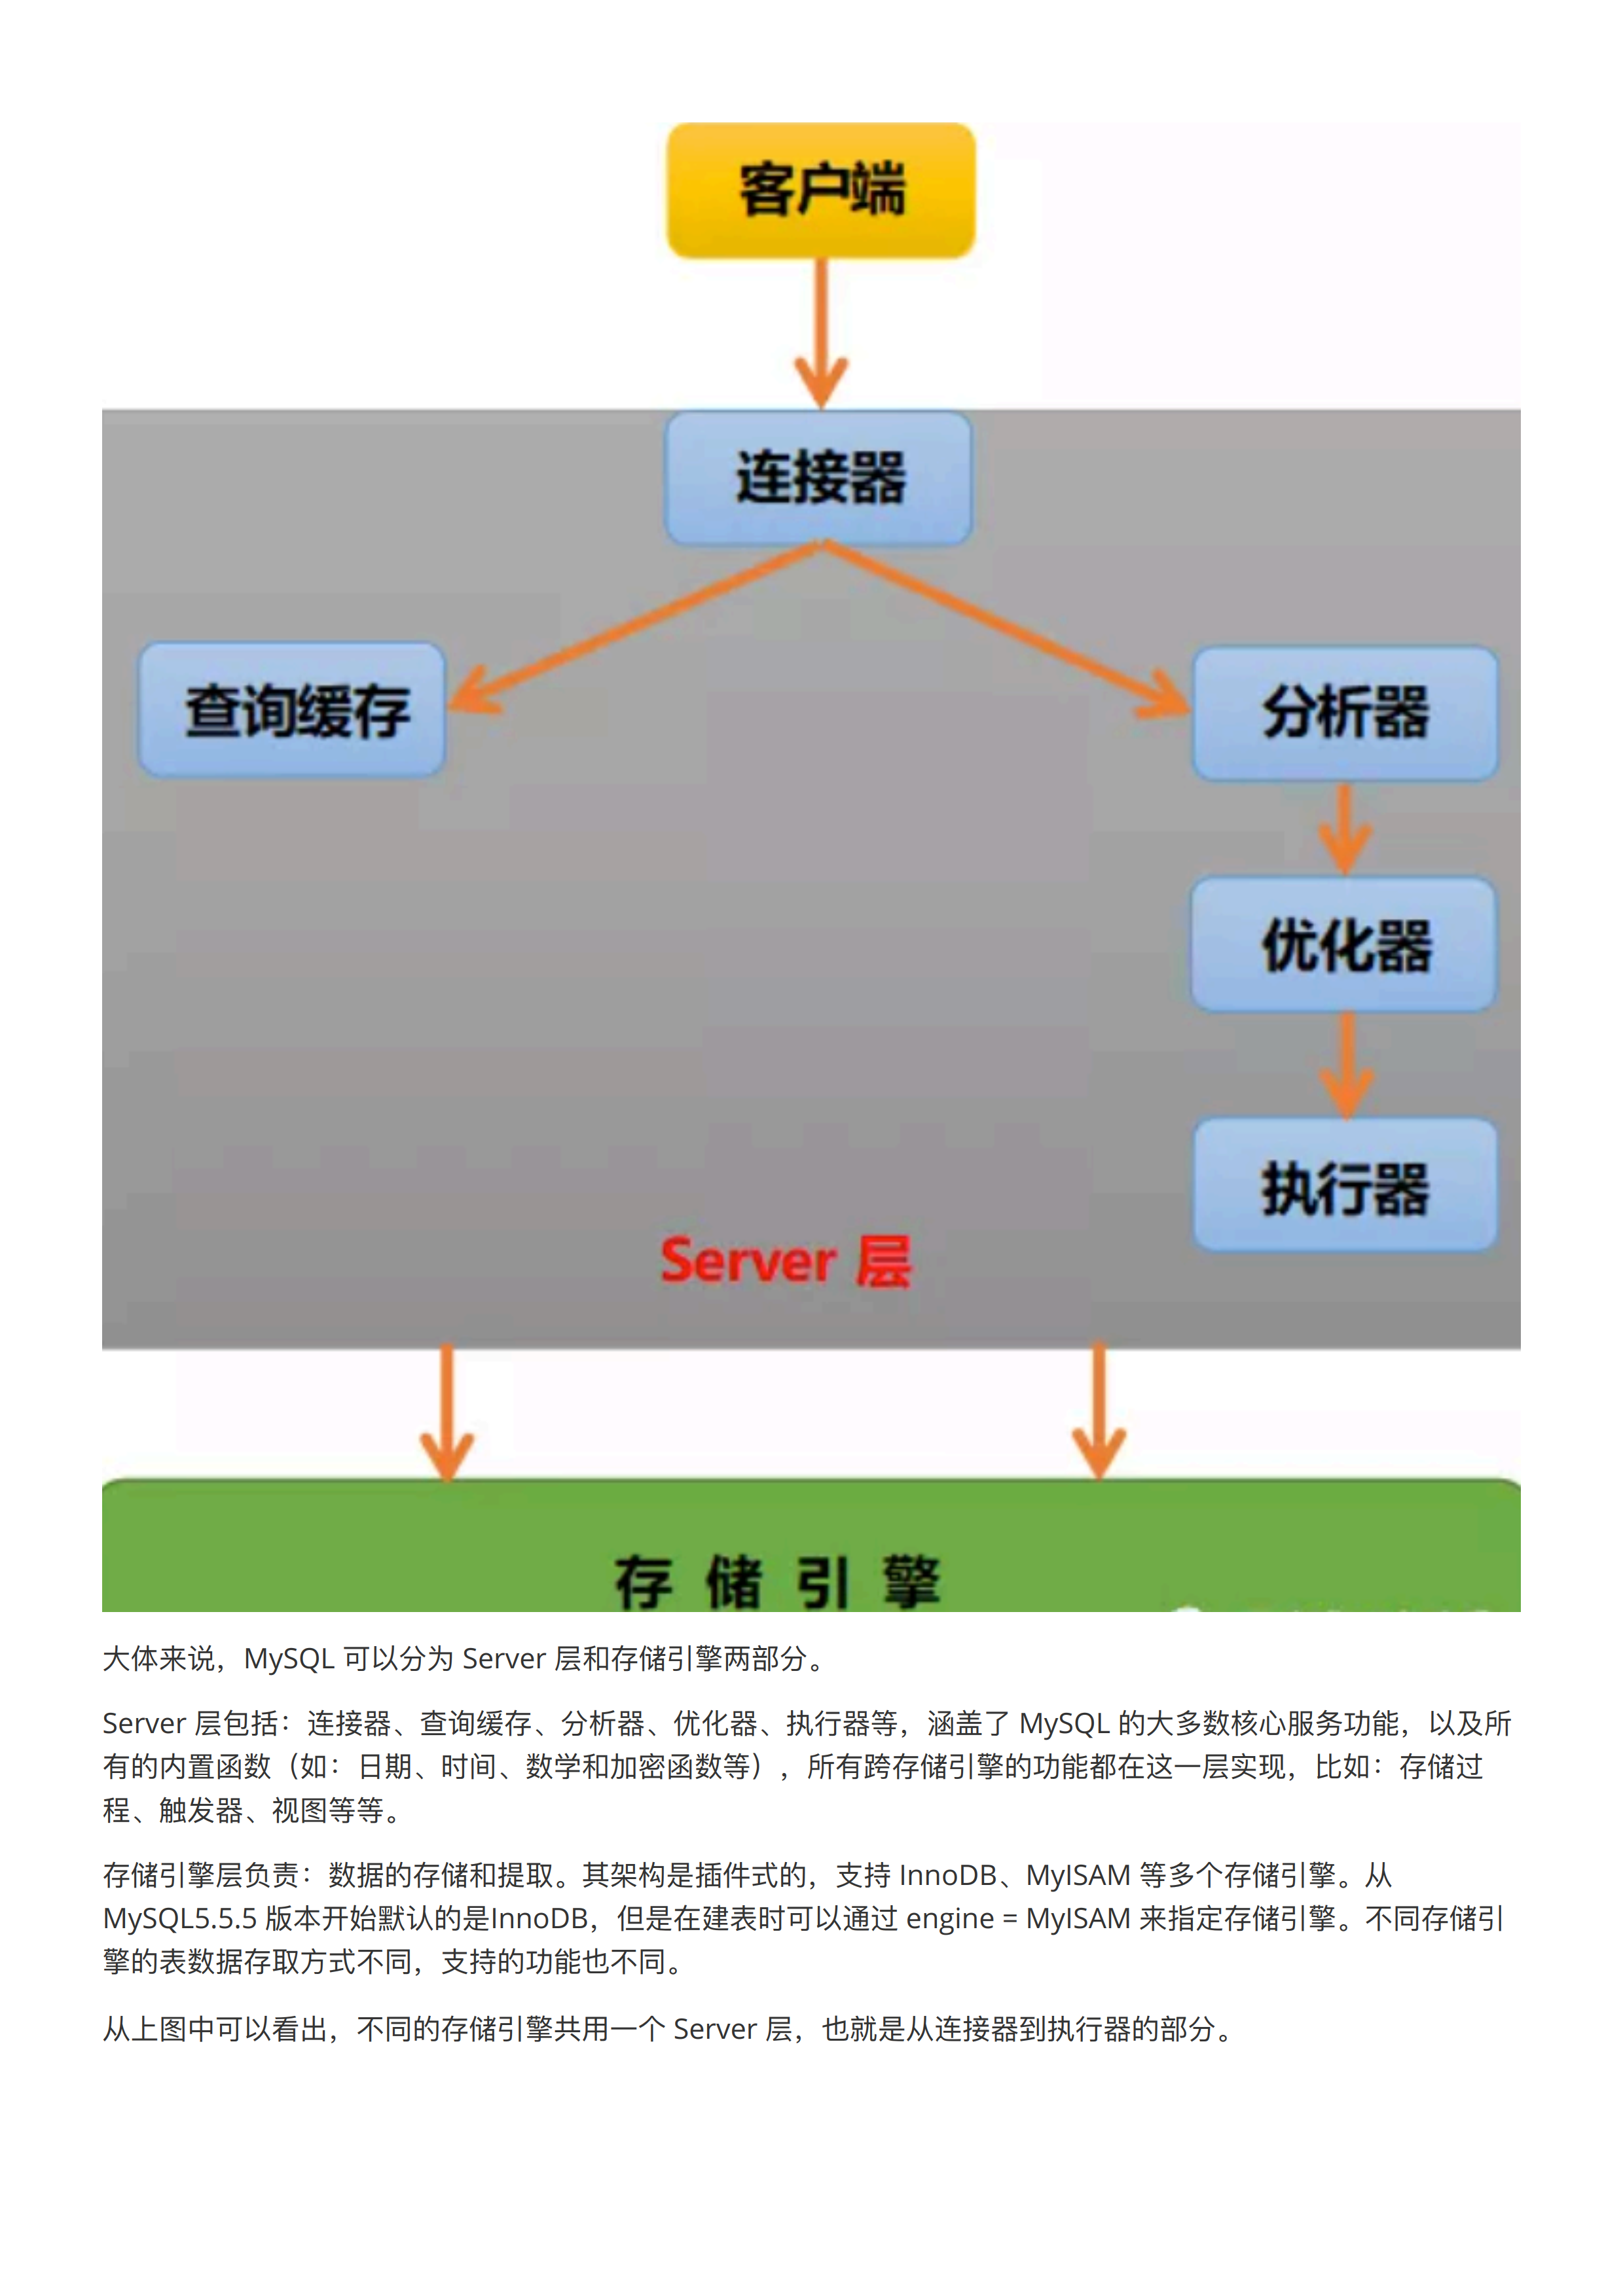 客户端
连接器
查询缓存
分析器
优化器
执行器
Server 层
存 储 引 擎
大体来说，MySQL 可以分为 Server 层和存储引擎两部分。
Server 层包括：连接器、查询缓存、分析器、优化器、执行器等，涵盖了 MySQL 的大多数核心服务功能，以及所
有的内置函数（如：日期、时间、数学和加密函数等），所有跨存储引擎的功能都在这一层实现，比如：存储过
程、触发器、视图等等。
存储引擎层负责：数据的存储和提取。其架构是插件式的，支持 InnoDB、MyISAM 等多个存储引擎。从
MySQL5.5.5 版本开始默认的是InnoDB，但是在建表时可以通过 engine = MyISAM 来指定存储引擎。不同存储引
擎的表数据存取方式不同，支持的功能也不同。
从上图中可以看出，不同的存储引擎共用一个 Server 层，也就是从连接器到执行器的部分。